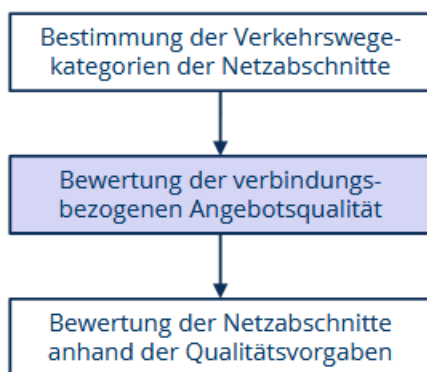 Bestimmung der Verkehrswege-
kategorien der Netzabschnitte
Bewertung der verbindungs-
bezogenen Angebotsqualität
Bewertung der Netzabschnitte
anhand der Qualitätsvorgaben